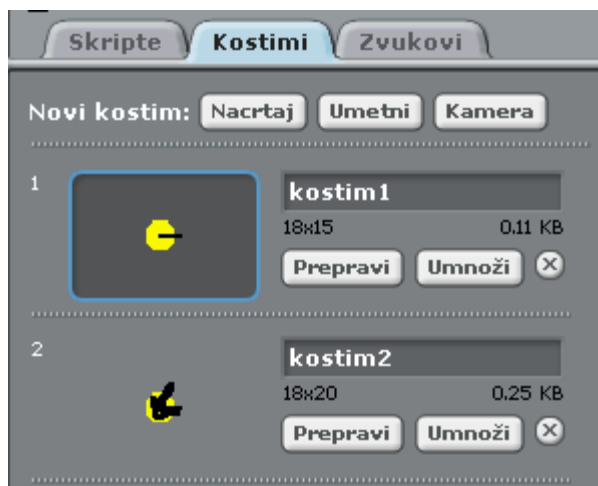 Skripte Kostimi Zvukovi
Novi kostim: Nacrtaj Umetni Kamera
1
kostim1
18x15 0.11 KB
Prepravi Umnoži
2
kostim2
18x20 0.25 KB
Prepravi Umnoži